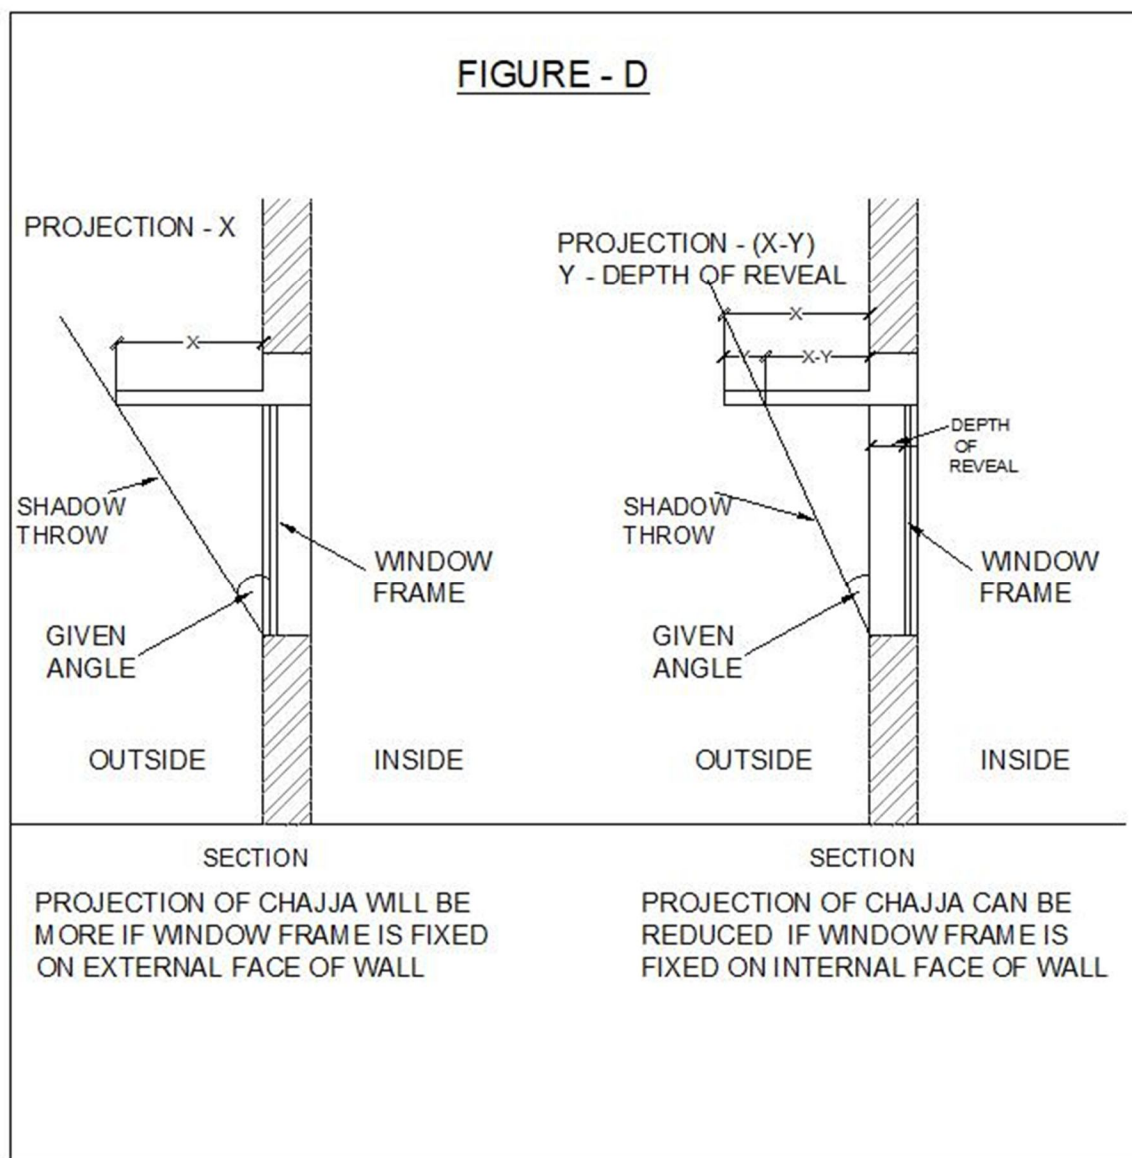 FIGURE - D
PROJECTION - X
X
SHADOW
THROW
WINDOW
FRAME
GIVEN
ANGLE
OUTSIDE
INSIDE
SECTION
PROJECTION OF CHAJJA WILL BE
MORE IF WINDOW FRAME IS FIXED
ON EXTERNAL FACE OF WALL
PROJECTION - (X-Y)
Y - DEPTH OF REVEAL
X
Y
X-Y
DEPTH
OF
REVEAL
SHADOW
THROW
WINDOW
FRAME
GIVEN
ANGLE
OUTSIDE
INSIDE
SECTION
PROJECTION OF CHAJJA CAN BE
REDUCED IF WINDOW FRAME IS
FIXED ON INTERNAL FACE OF WALL